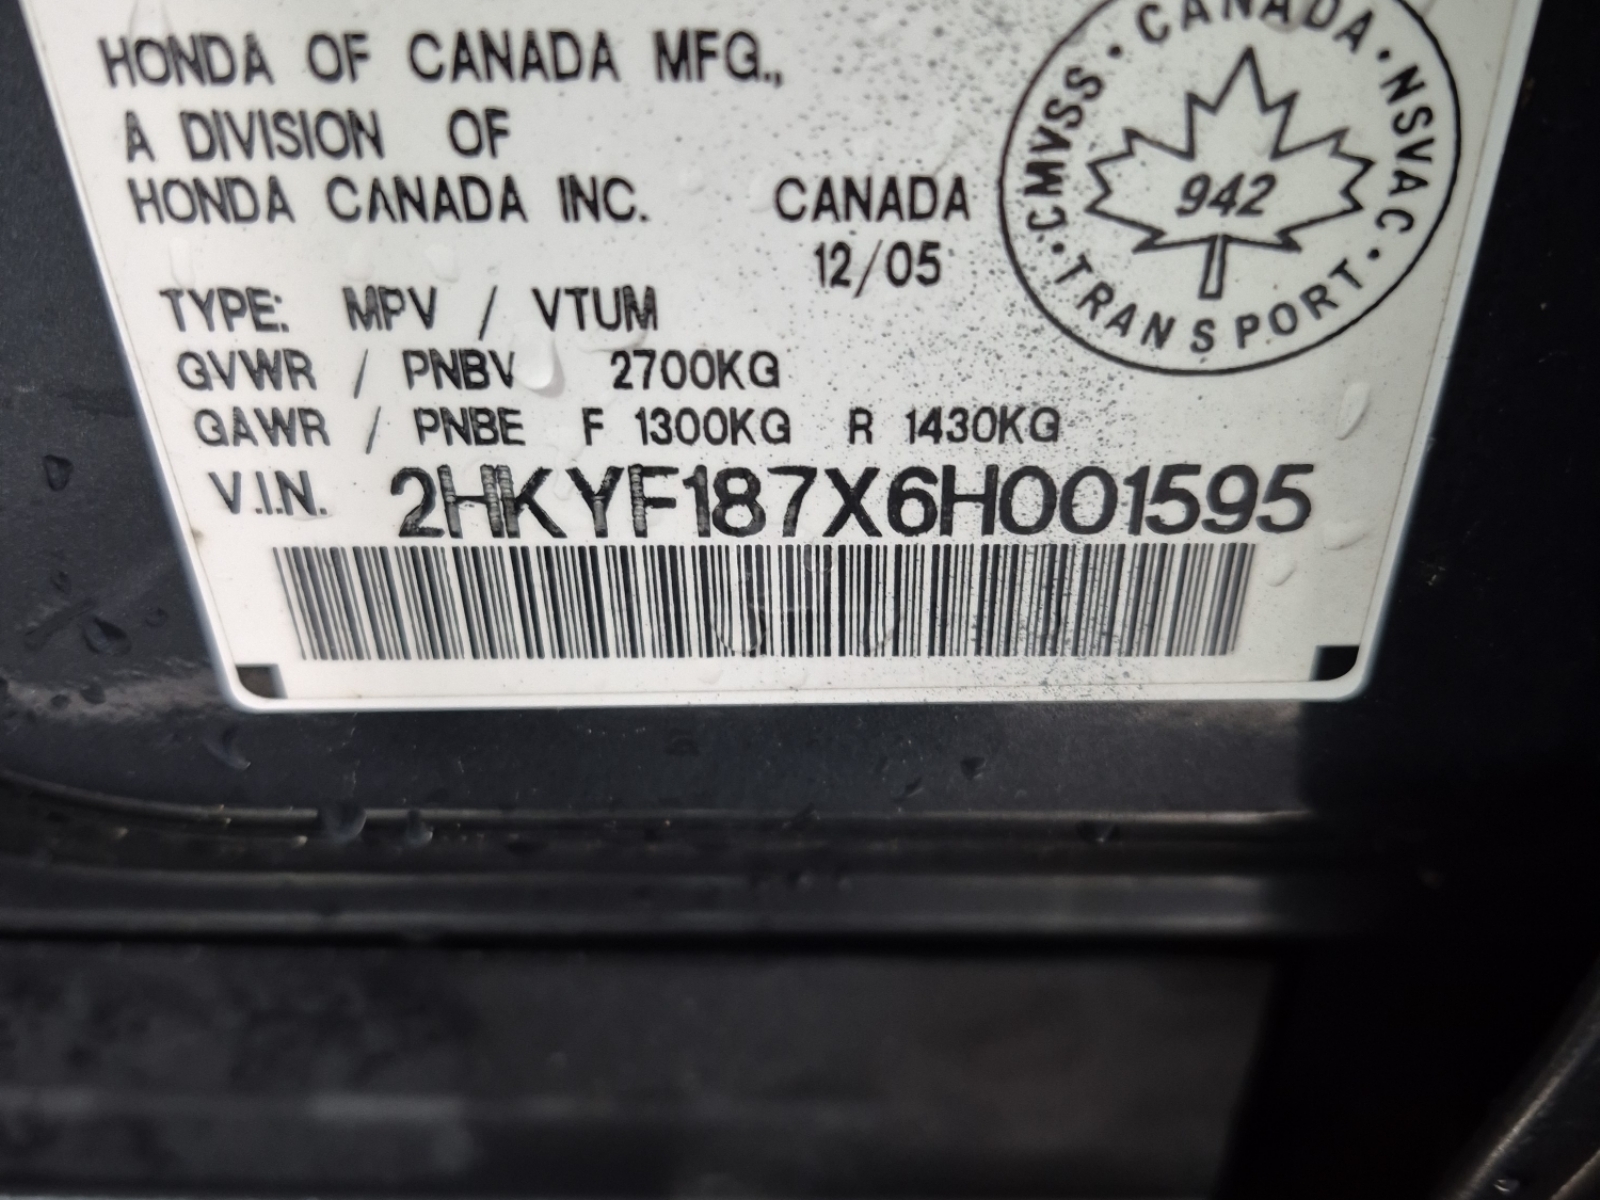 HONDA OF CANADA MFG.,
A DIVISION OF
HONDA CANADA INC. CANADA
12/05
CANADA • NSVAC • TRANSPORT • CMVSS •
942
TYPE: MPV / VTUM
GVWR / PNBV 2700KG
GAWR / PNBE F 1300KG R 1430KG
V.I.N. 2HKYF187X6H001595